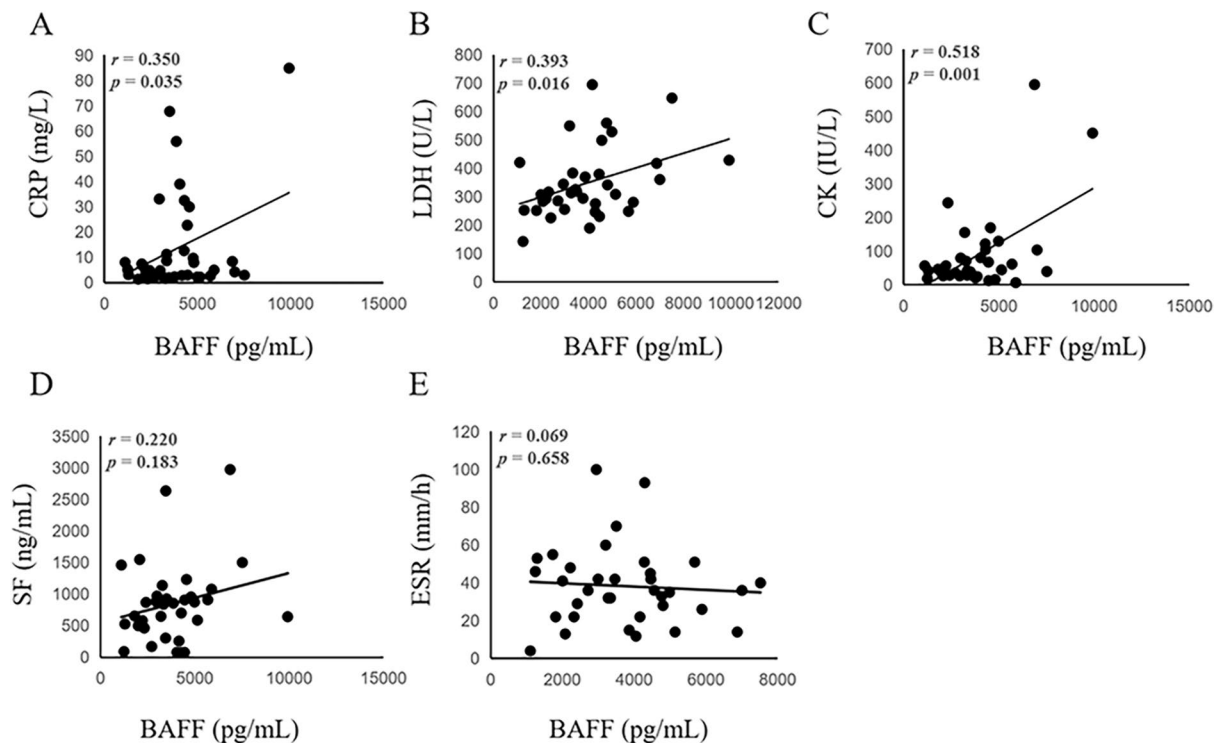 A
r = 0.350
p = 0.035
CRP (mg/L)
90
80
70
60
50
40
30
20
10
0
0 5000 10000 15000
BAFF (pg/mL)
B
r = 0.393
p = 0.016
LDH (U/L)
800
700
600
500
400
300
200
100
0
0 2000 4000 6000 8000 10000 12000
BAFF (pg/mL)
C
r = 0.518
p = 0.001
CK (IU/L)
700
600
500
400
300
200
100
0
0 5000 10000 15000
BAFF (pg/mL)
D
r = 0.220
p = 0.183
SF (ng/mL)
3500
3000
2500
2000
1500
1000
500
0
0 5000 10000 15000
BAFF (pg/mL)
E
r = 0.069
p = 0.658
ESR (mm/h)
120
100
80
60
40
20
0
0 2000 4000 6000 8000
BAFF (pg/mL)